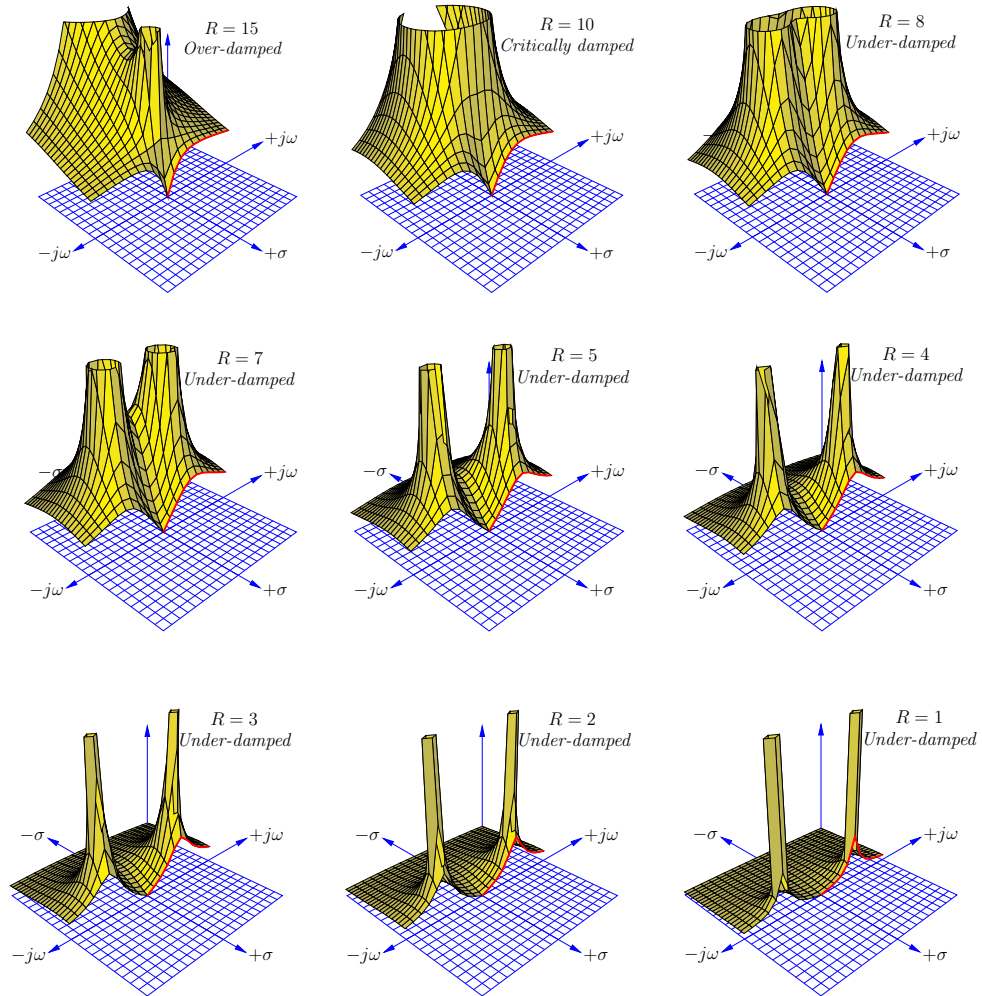 R = 15
Over-damped
+jω
−jω
+σ
R = 10
Critically damped
+jω
−jω
+σ
R = 8
Under-damped
−
+jω
−jω
+σ
R = 7
Under-damped
−σ
+jω
−jω
+σ
R = 5
Under-damped
−σ
+jω
−jω
+σ
R = 4
Under-damped
−σ
+jω
−jω
+σ
R = 3
Under-damped
−σ
+jω
−jω
+σ
R = 2
Under-damped
−σ
+jω
−jω
+σ
R = 1
Under-damped
−σ
+jω
−jω
+σ